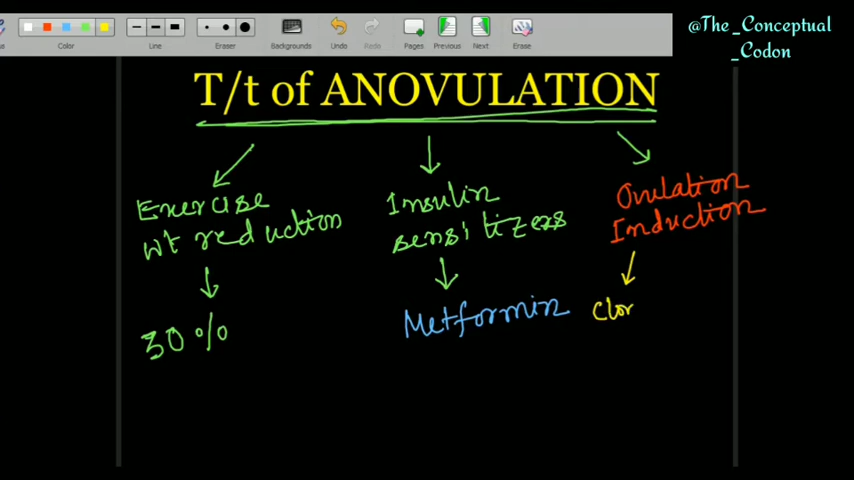 @The_Conceptual
_Codon
Color
Line
Eraser
Backgrounds
Undo
Redo
Pages
Previous
Next
Erase
T/t of ANOVULATION
Exercise
wt reduction
30%
Insulin
sensitizers
Metformin
Ovulation
Induction
Clor